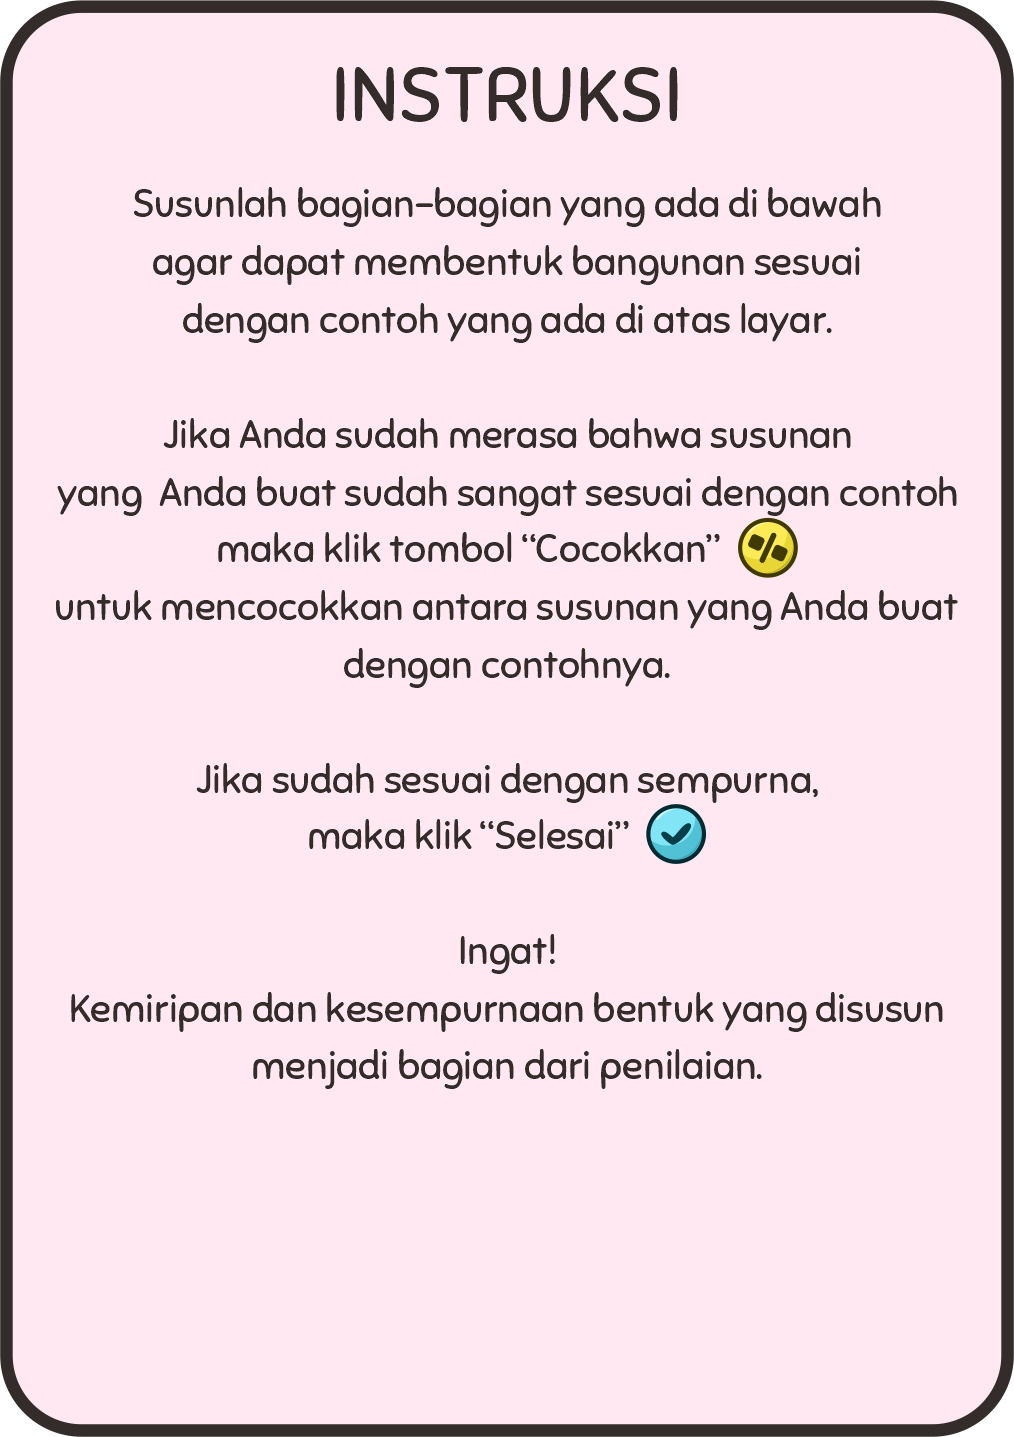 INSTRUKSI
Susunlah bagian-bagian yang ada di bawah
agar dapat membentuk bangunan sesuai
dengan contoh yang ada di atas layar.
Jika Anda sudah merasa bahwa susunan
yang  Anda buat sudah sangat sesuai dengan contoh
maka klik tombol “Cocokkan”
untuk mencocokkan antara susunan yang Anda buat
dengan contohnya.
Jika sudah sesuai dengan sempurna,
maka klik “Selesai”
Ingat!
Kemiripan dan kesempurnaan bentuk yang disusun
menjadi bagian dari penilaian.